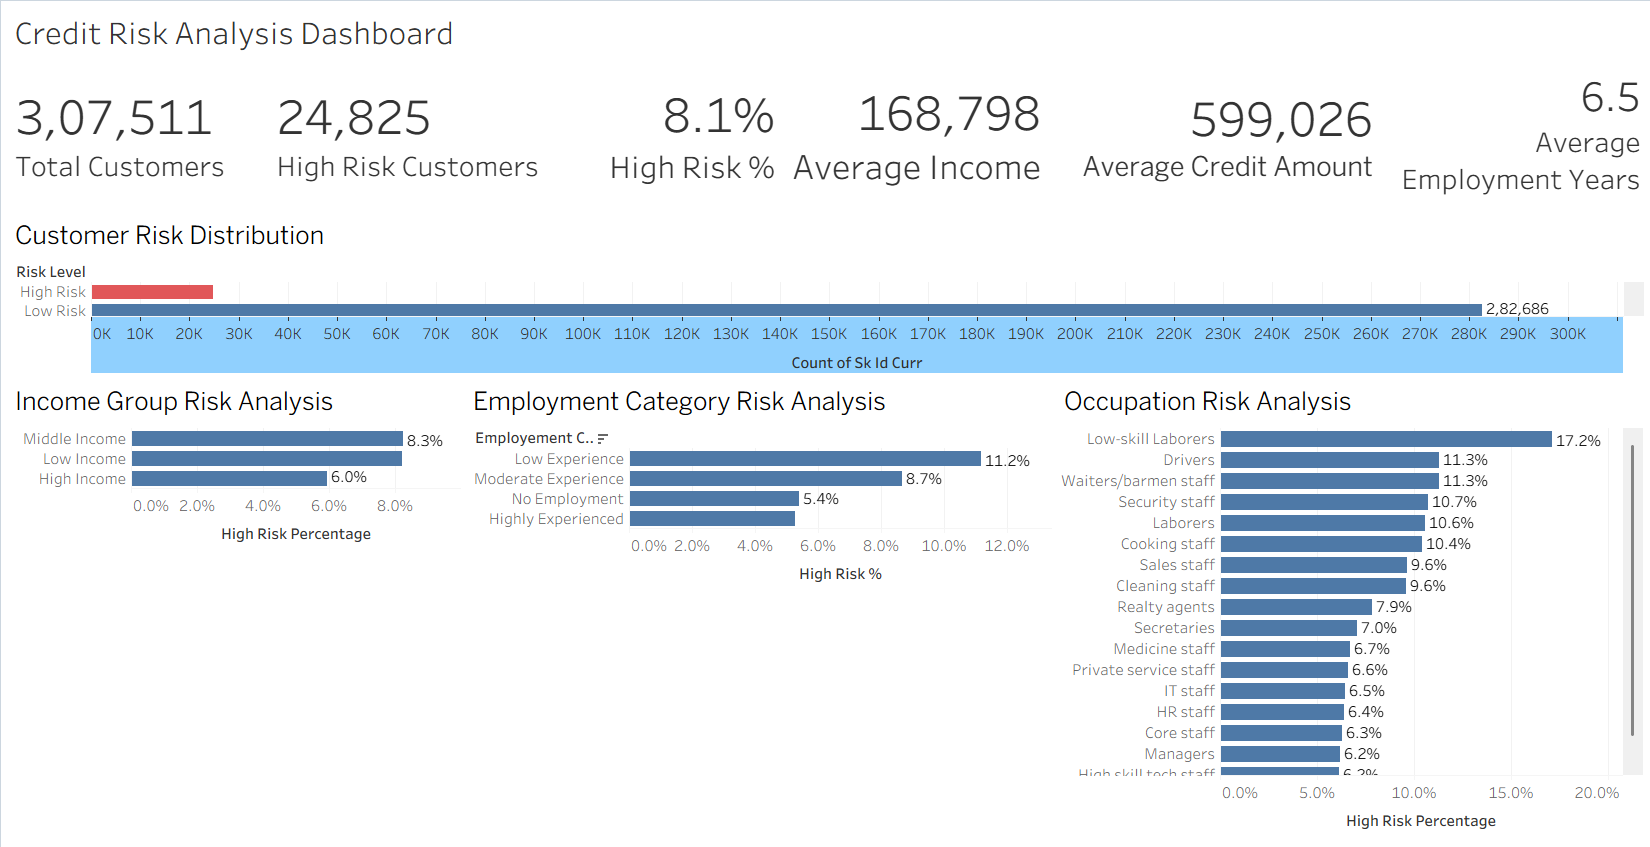 Credit Risk Analysis Dashboard
3,07,511
Total Customers
24,825
High Risk Customers
8.1%
High Risk %
168,798
Average Income
599,026
Average Credit Amount
6.5
Average
Employment Years
Customer Risk Distribution
Risk Level
High Risk
Low Risk 2,82,686
0K 10K 20K 30K 40K 50K 60K 70K 80K 90K 100K 110K 120K 130K 140K 150K 160K 170K 180K 190K 200K 210K 220K 230K 240K 250K 260K 270K 280K 290K 300K
Count of Sk Id Curr
Income Group Risk Analysis
Middle Income 8.3%
Low Income
High Income 6.0%
0.0% 2.0% 4.0% 6.0% 8.0%
High Risk Percentage
Employment Category Risk Analysis
Employement C..
Low Experience 11.2%
Moderate Experience 8.7%
No Employment 5.4%
Highly Experienced
0.0% 2.0% 4.0% 6.0% 8.0% 10.0% 12.0%
High Risk %
Occupation Risk Analysis
Low-skill Laborers 17.2%
Drivers 11.3%
Waiters/barmen staff 11.3%
Security staff 10.7%
Laborers 10.6%
Cooking staff 10.4%
Sales staff 9.6%
Cleaning staff 9.6%
Realty agents 7.9%
Secretaries 7.0%
Medicine staff 6.7%
Private service staff 6.6%
IT staff 6.5%
HR staff 6.4%
Core staff 6.3%
Managers 6.2%
High skill tech staff 6.2%
0.0% 5.0% 10.0% 15.0% 20.0%
High Risk Percentage